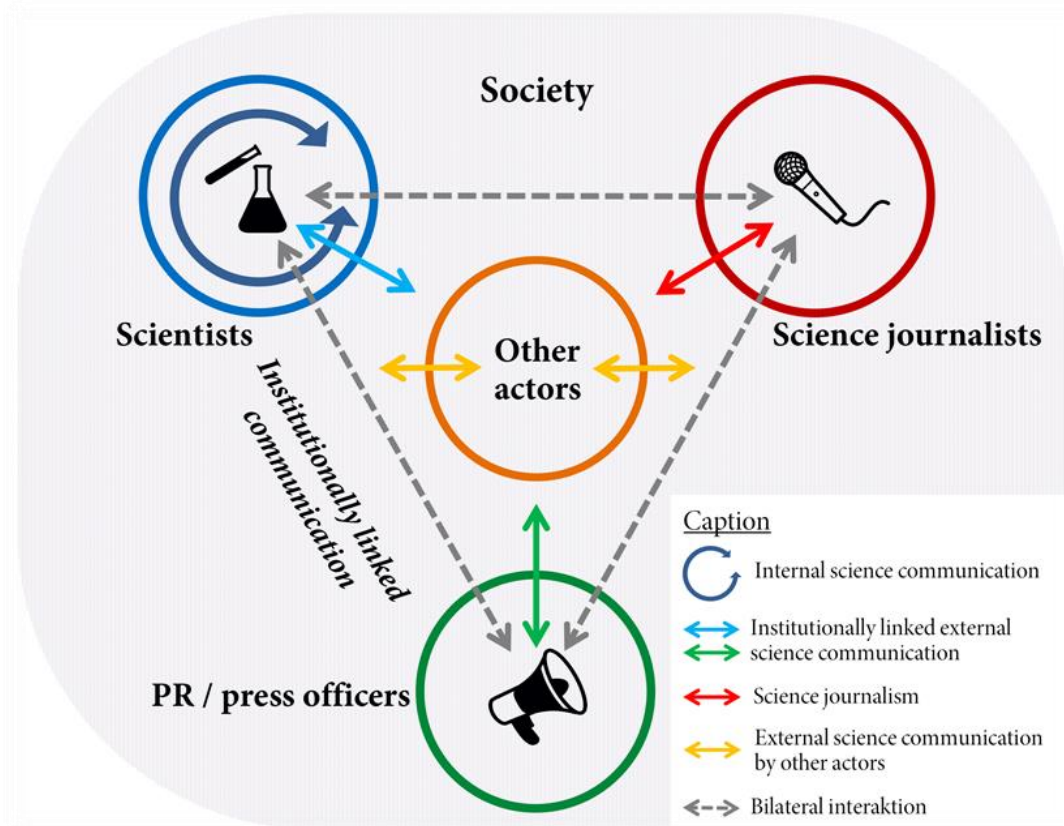 Society
Scientists
Science journalists
Other
actors
Institutionally linked
communication
PR / press officers
Caption
Internal science communication
Institutionally linked external
science communication
Science journalism
External science communication
by other actors
Bilateral interaktion